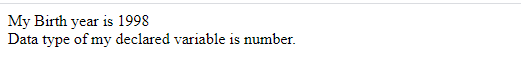 My Birth year is 1998
Data type of my declared variable is number.